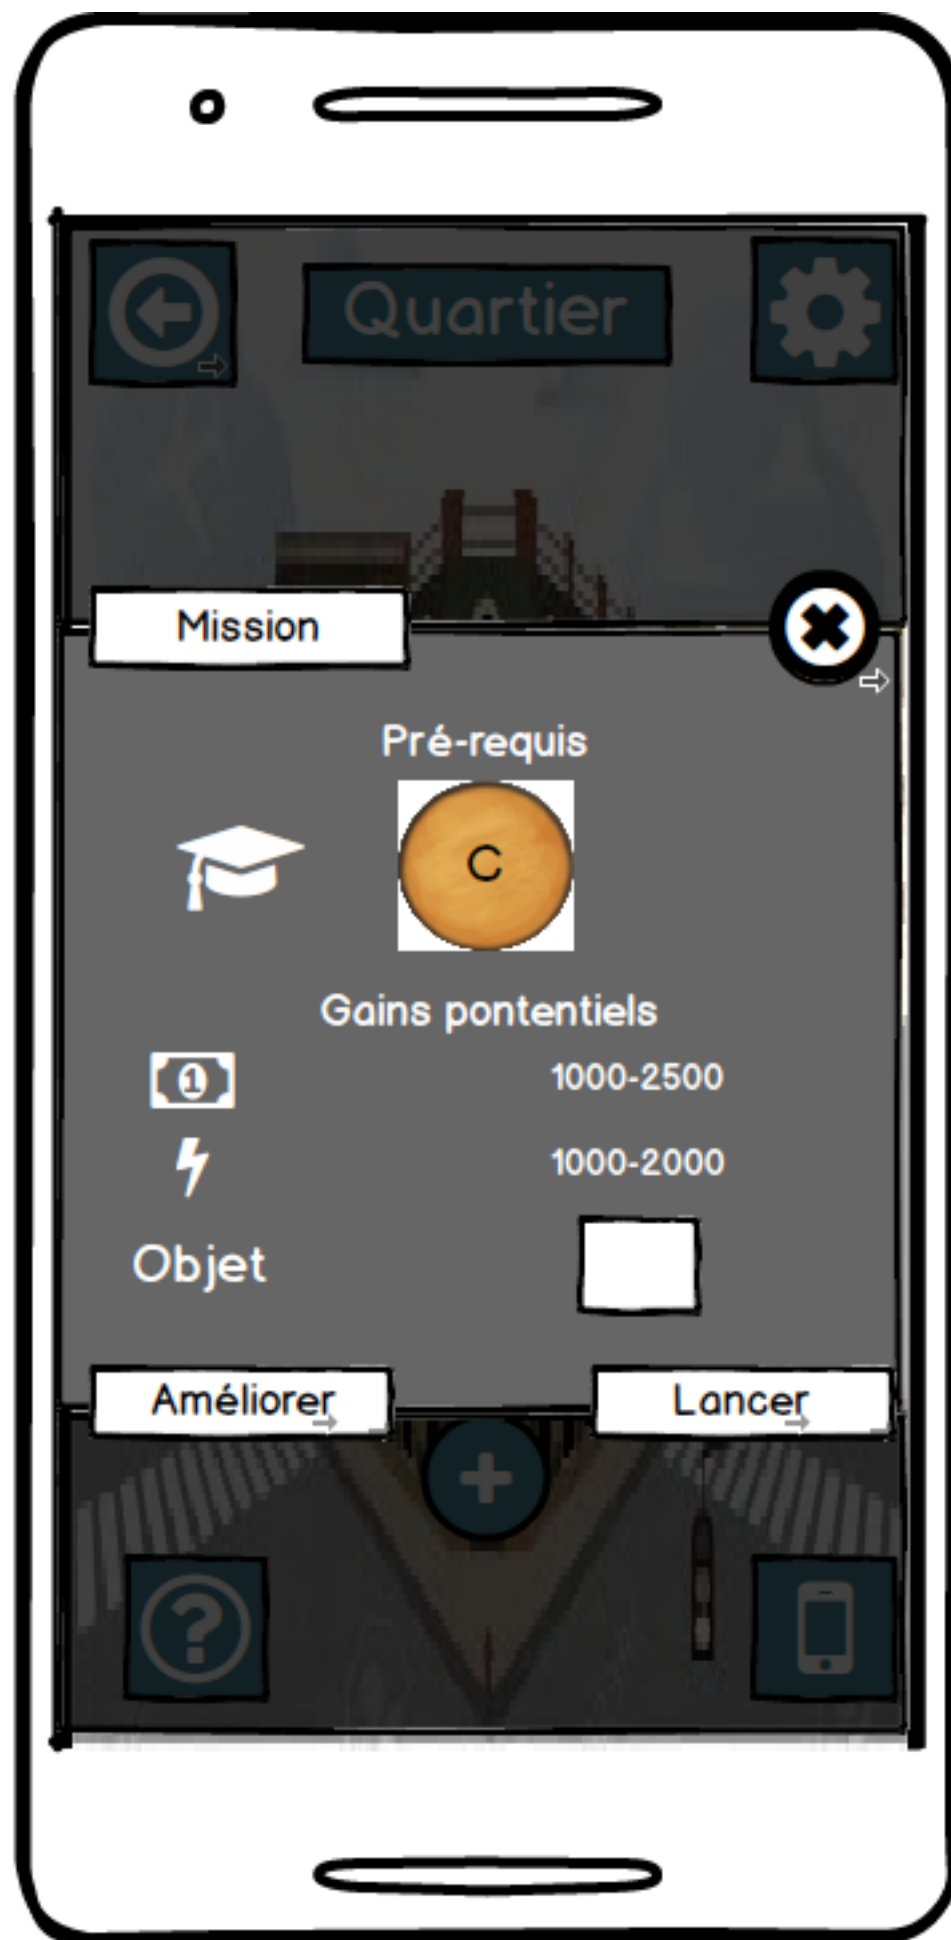 Quartier
Mission
Pré-requis
C
Gains pontentiels
1
1000-2500
1000-2000
Objet
Améliorer
Lancer
?